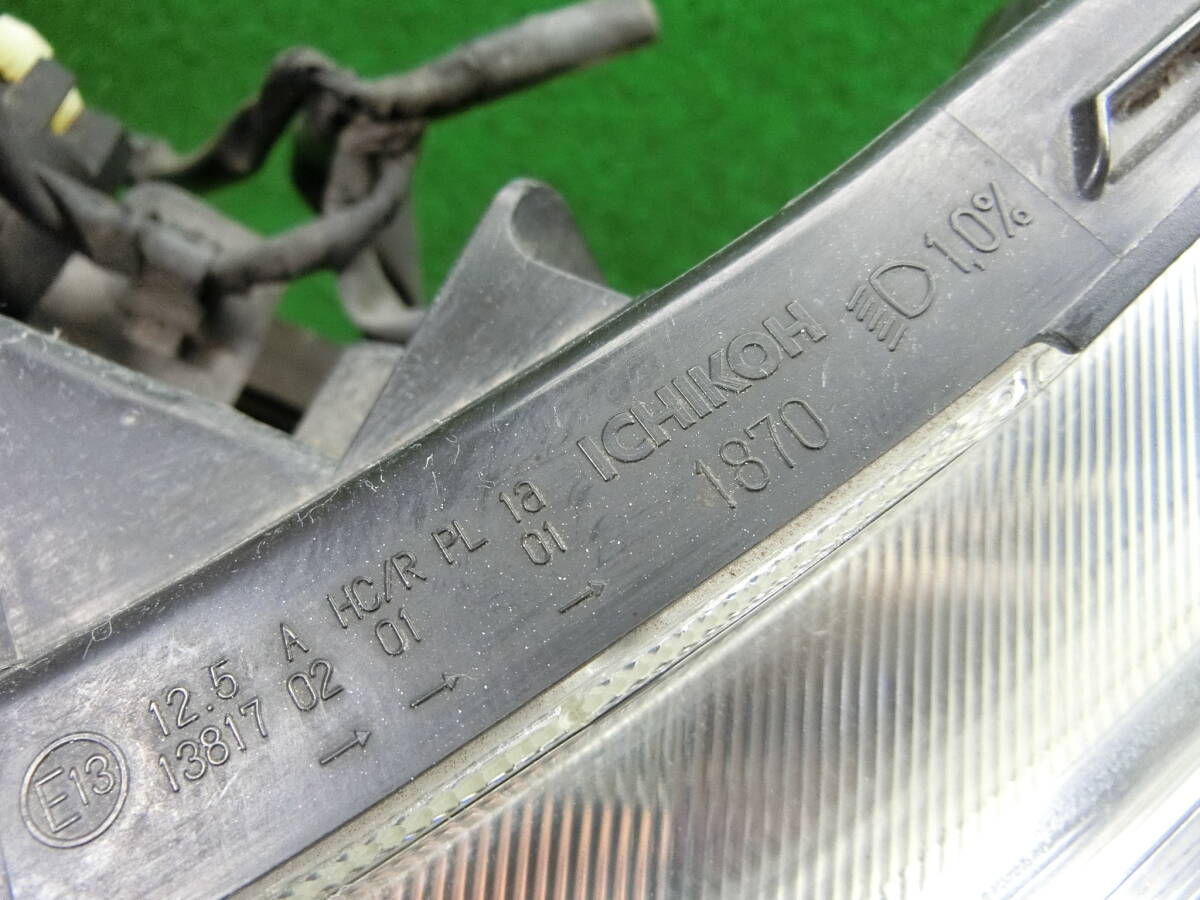 E13
12.5 A HC/R PL 1a
13817 02 01 01
→ → →
ICHIKOH
1870
1,0%